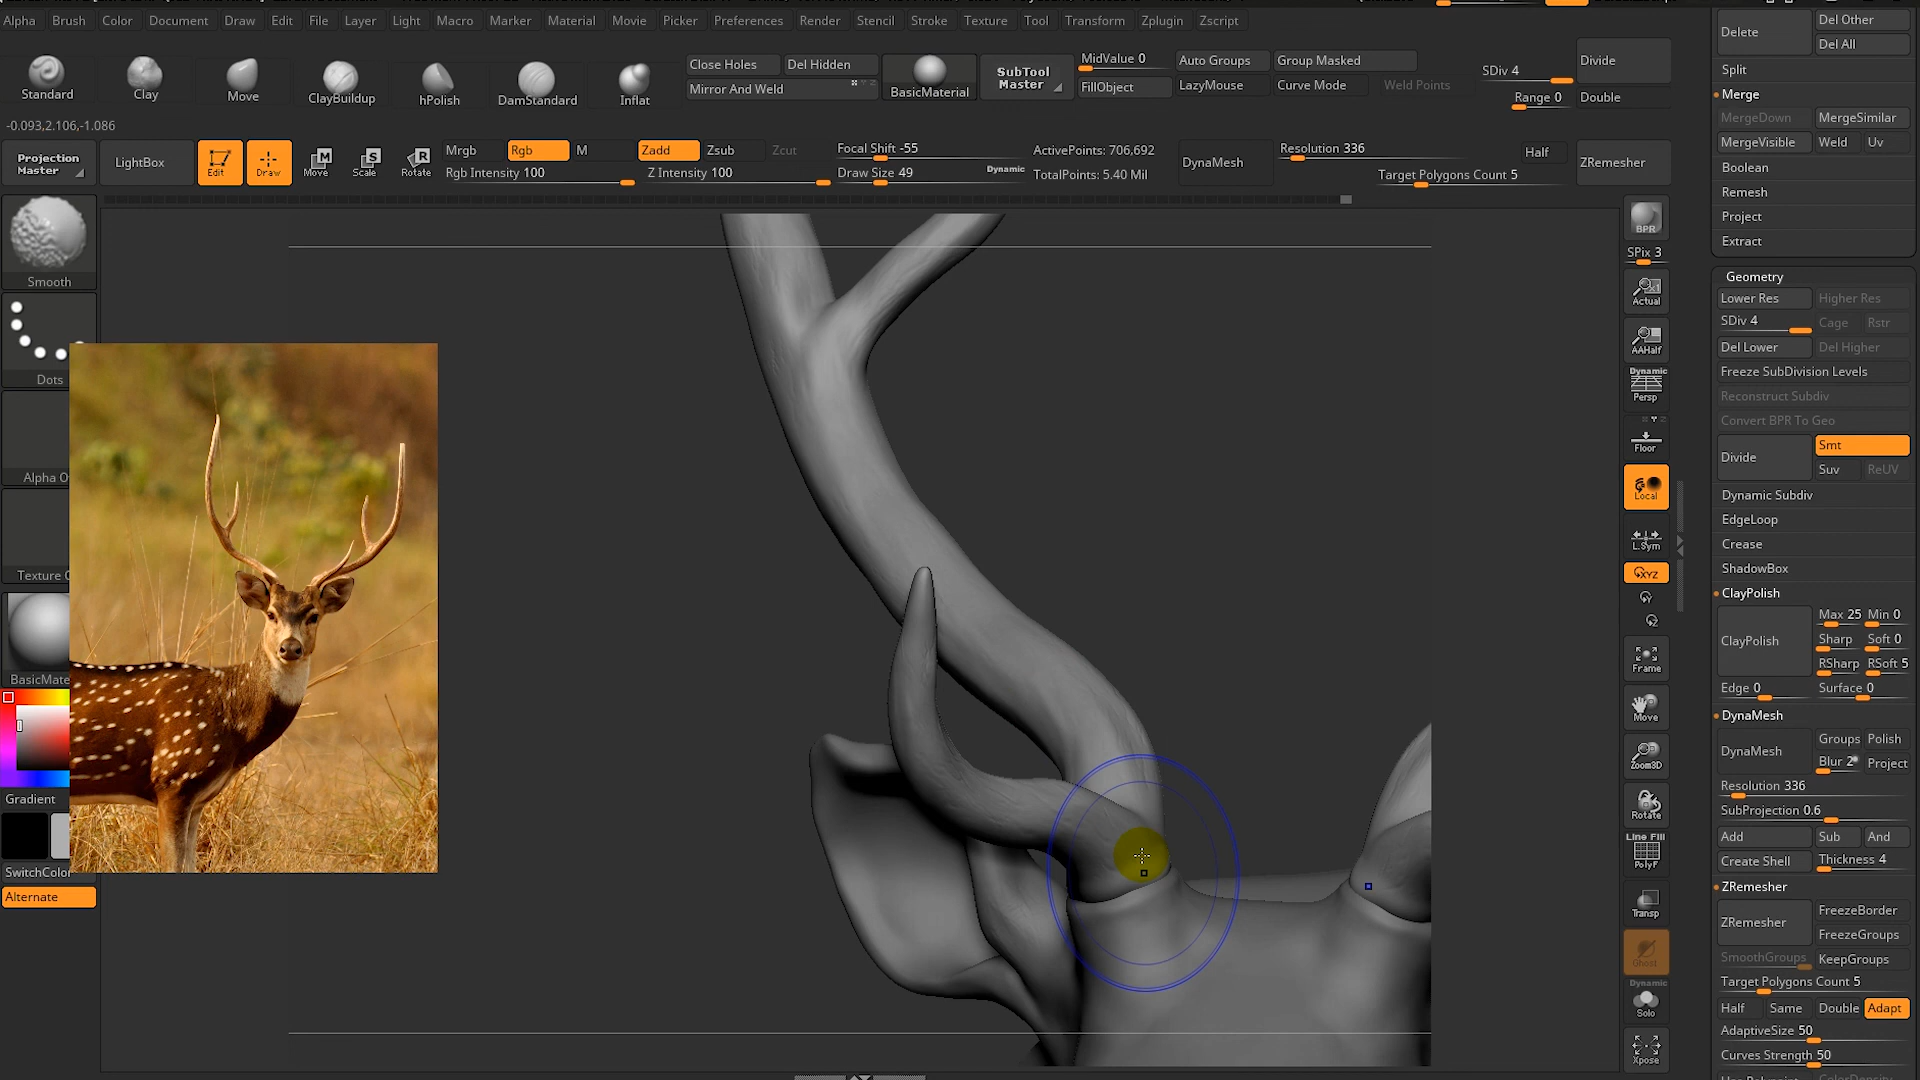 Alpha Brush Color Document Draw Edit File Layer Light Macro Marker Material Movie Picker Preferences Render Stencil Stroke Texture Tool Transform Zplugin Zscript
Standard Clay Move ClayBuildup hPolish DamStandard Inflat
Close Holes Del Hidden
Mirror And Weld
BasicMaterial
SubTool Master
MidValue 0
FillObject
Auto Groups Group Masked
LazyMouse Curve Mode Weld Points
SDiv 4 Divide
Range 0 Double
-0.093,2.106,-1.086
Projection Master
LightBox
Edit Draw Move Scale Rotate
Mrgb Rgb M Zadd Zsub Zcut
Rgb Intensity 100 Z Intensity 100
Focal Shift -55
Draw Size 49 Dynamic
ActivePoints: 706,692
TotalPoints: 5.40 Mil
DynaMesh
Resolution 336 Half
Target Polygons Count 5
ZRemesher
Smooth
Dots
Alpha O
Texture O
BasicMate
Gradient
SwitchColor
Alternate
BPR
SPix 3
Actual
AAHalf
Dynamic
Persp
Floor
Local
L.Sym
XYZ
Frame
Move
Zoom3D
Rotate
Line Fill
PolyF
Transp
Ghost
Dynamic
Solo
Xpose
Delete Del Other
Del All
Split
Merge
MergeDown MergeSimilar
MergeVisible Weld Uv
Boolean
Remesh
Project
Extract
Geometry
Lower Res Higher Res
SDiv 4 Cage Rstr
Del Lower Del Higher
Freeze SubDivision Levels
Reconstruct Subdiv
Convert BPR To Geo
Divide Smt
Suv ReUV
Dynamic Subdiv
EdgeLoop
Crease
ShadowBox
ClayPolish
ClayPolish Max 25 Min 0
Sharp Soft 0
RSharp RSoft 5
Edge 0 Surface 0
DynaMesh
DynaMesh Groups Polish
Blur 2 Project
Resolution 336
SubProjection 0.6
Add Sub And
Create Shell Thickness 4
ZRemesher
ZRemesher FreezeBorder
FreezeGroups
SmoothGroups KeepGroups
Target Polygons Count 5
Half Same Double Adapt
AdaptiveSize 50
Curves Strength 50